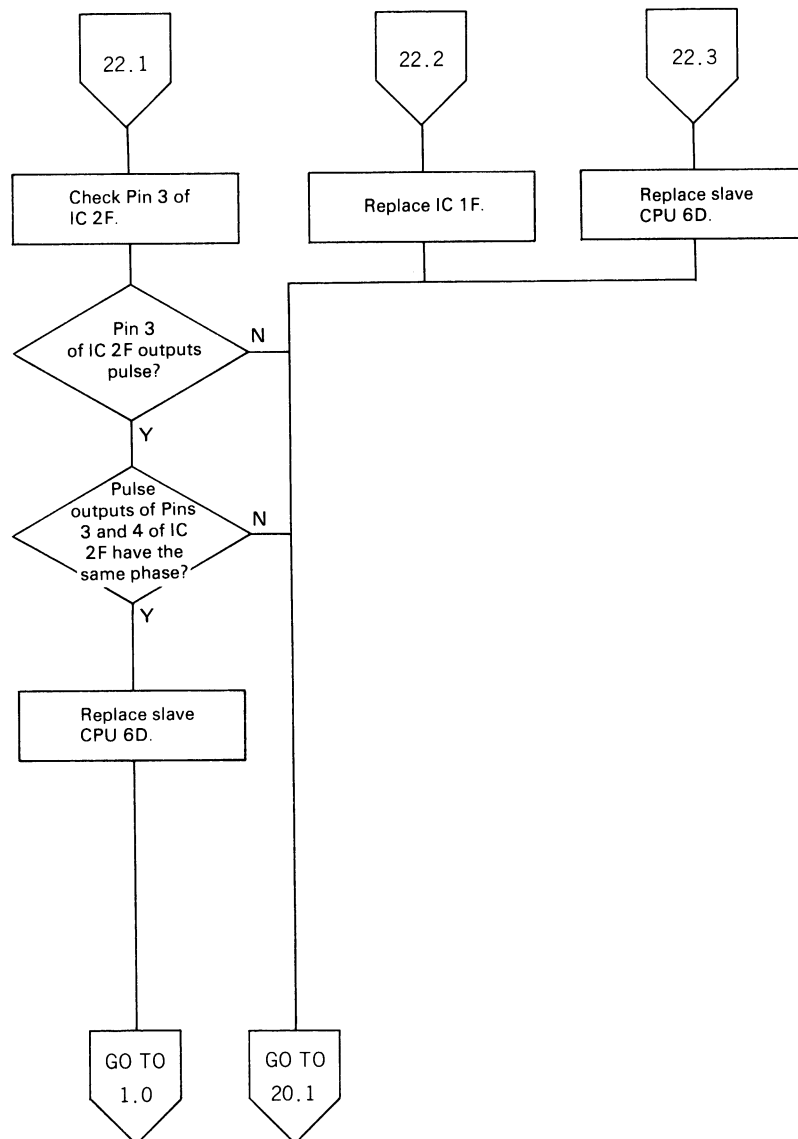 22.1
22.2
22.3
Check Pin 3 of
IC 2F.
Replace IC 1F.
Replace slave
CPU 6D.
Pin 3
of IC 2F outputs
pulse?
N
Y
Pulse
outputs of Pins
3 and 4 of IC
2F have the
same phase?
N
Y
Replace slave
CPU 6D.
GO TO
1.0
GO TO
20.1